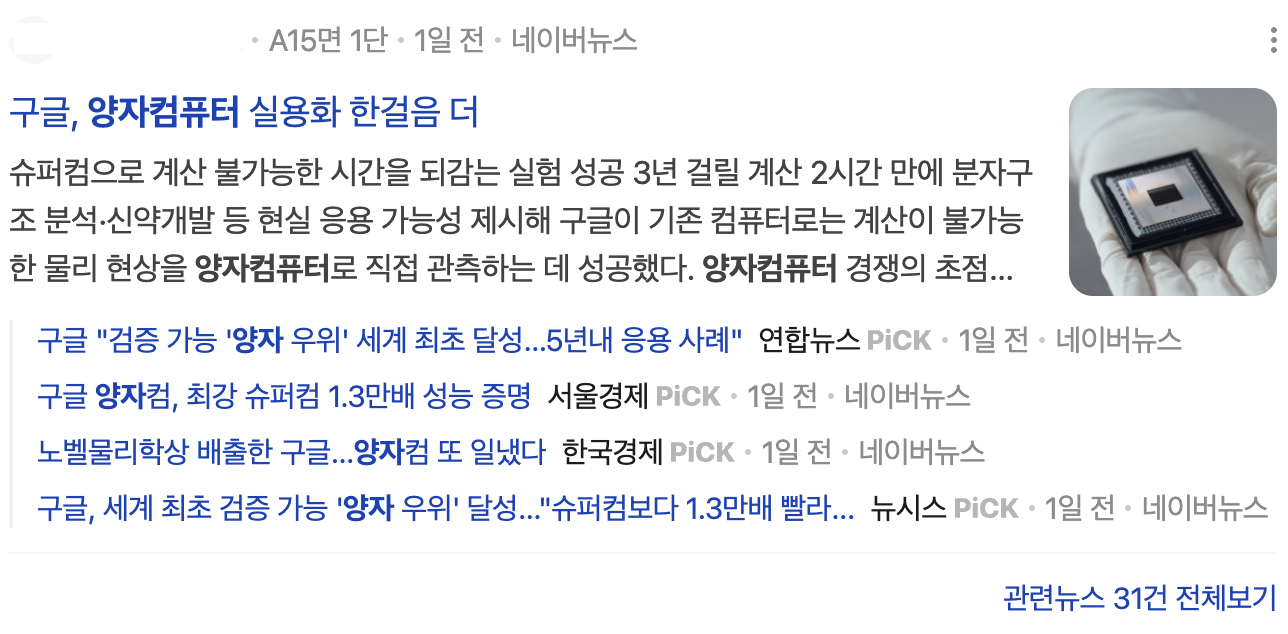 · A15면 1단 · 1일 전 · 네이버뉴스
구글, 양자컴퓨터 실용화 한걸음 더
슈퍼컴으로 계산 불가능한 시간을 되감는 실험 성공 3년 걸릴 계산 2시간 만에 분자구
조 분석·신약개발 등 현실 응용 가능성 제시해 구글이 기존 컴퓨터로는 계산이 불가능
한 물리 현상을 양자컴퓨터로 직접 관측하는 데 성공했다. 양자컴퓨터 경쟁의 초점...
구글 "검증 가능 '양자 우위' 세계 최초 달성...5년내 응용 사례" 연합뉴스 PiCK · 1일 전 · 네이버뉴스
구글 양자컴, 최강 슈퍼컴 1.3만배 성능 증명 서울경제 PiCK · 1일 전 · 네이버뉴스
노벨물리학상 배출한 구글...양자컴 또 일냈다 한국경제 PiCK · 1일 전 · 네이버뉴스
구글, 세계 최초 검증 가능 '양자 우위' 달성..."슈퍼컴보다 1.3만배 빨라... 뉴시스 PiCK · 1일 전 · 네이버뉴스
관련뉴스 31건 전체보기